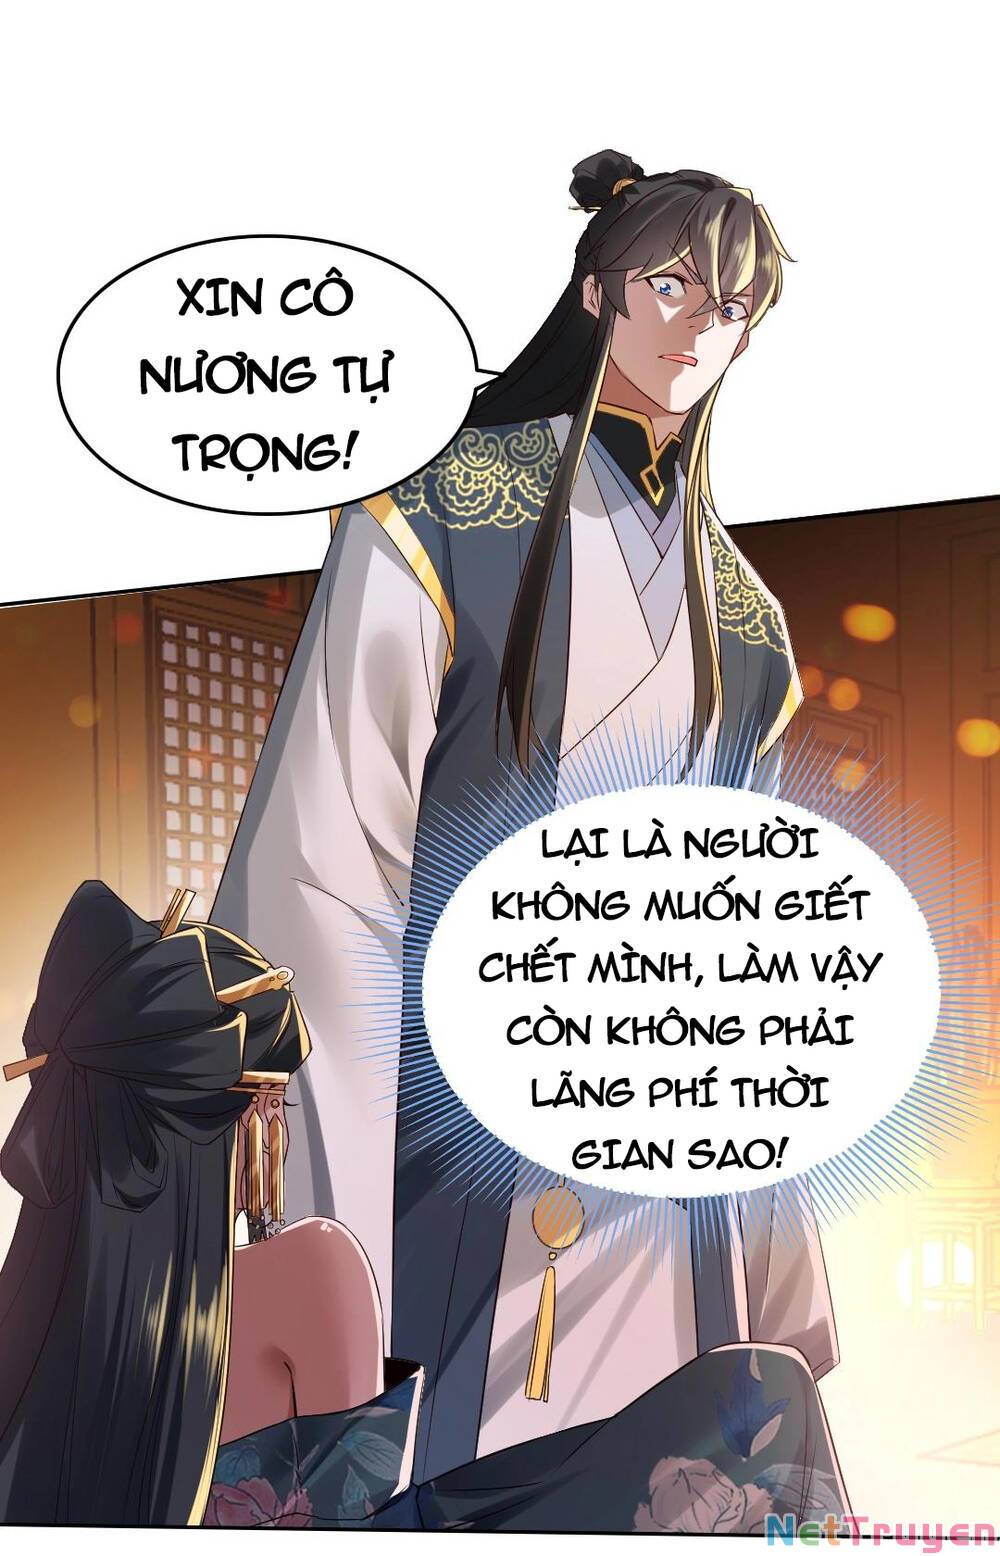 XIN CÔ
NƯƠNG TỰ
TRỌNG!
LẠI LÀ NGƯỜI
KHÔNG MUỐN GIẾT
CHẾT MÌNH, LÀM VẬY
CÒN KHÔNG PHẢI
LÃNG PHÍ THỜI
GIAN SAO!
NetTruyen